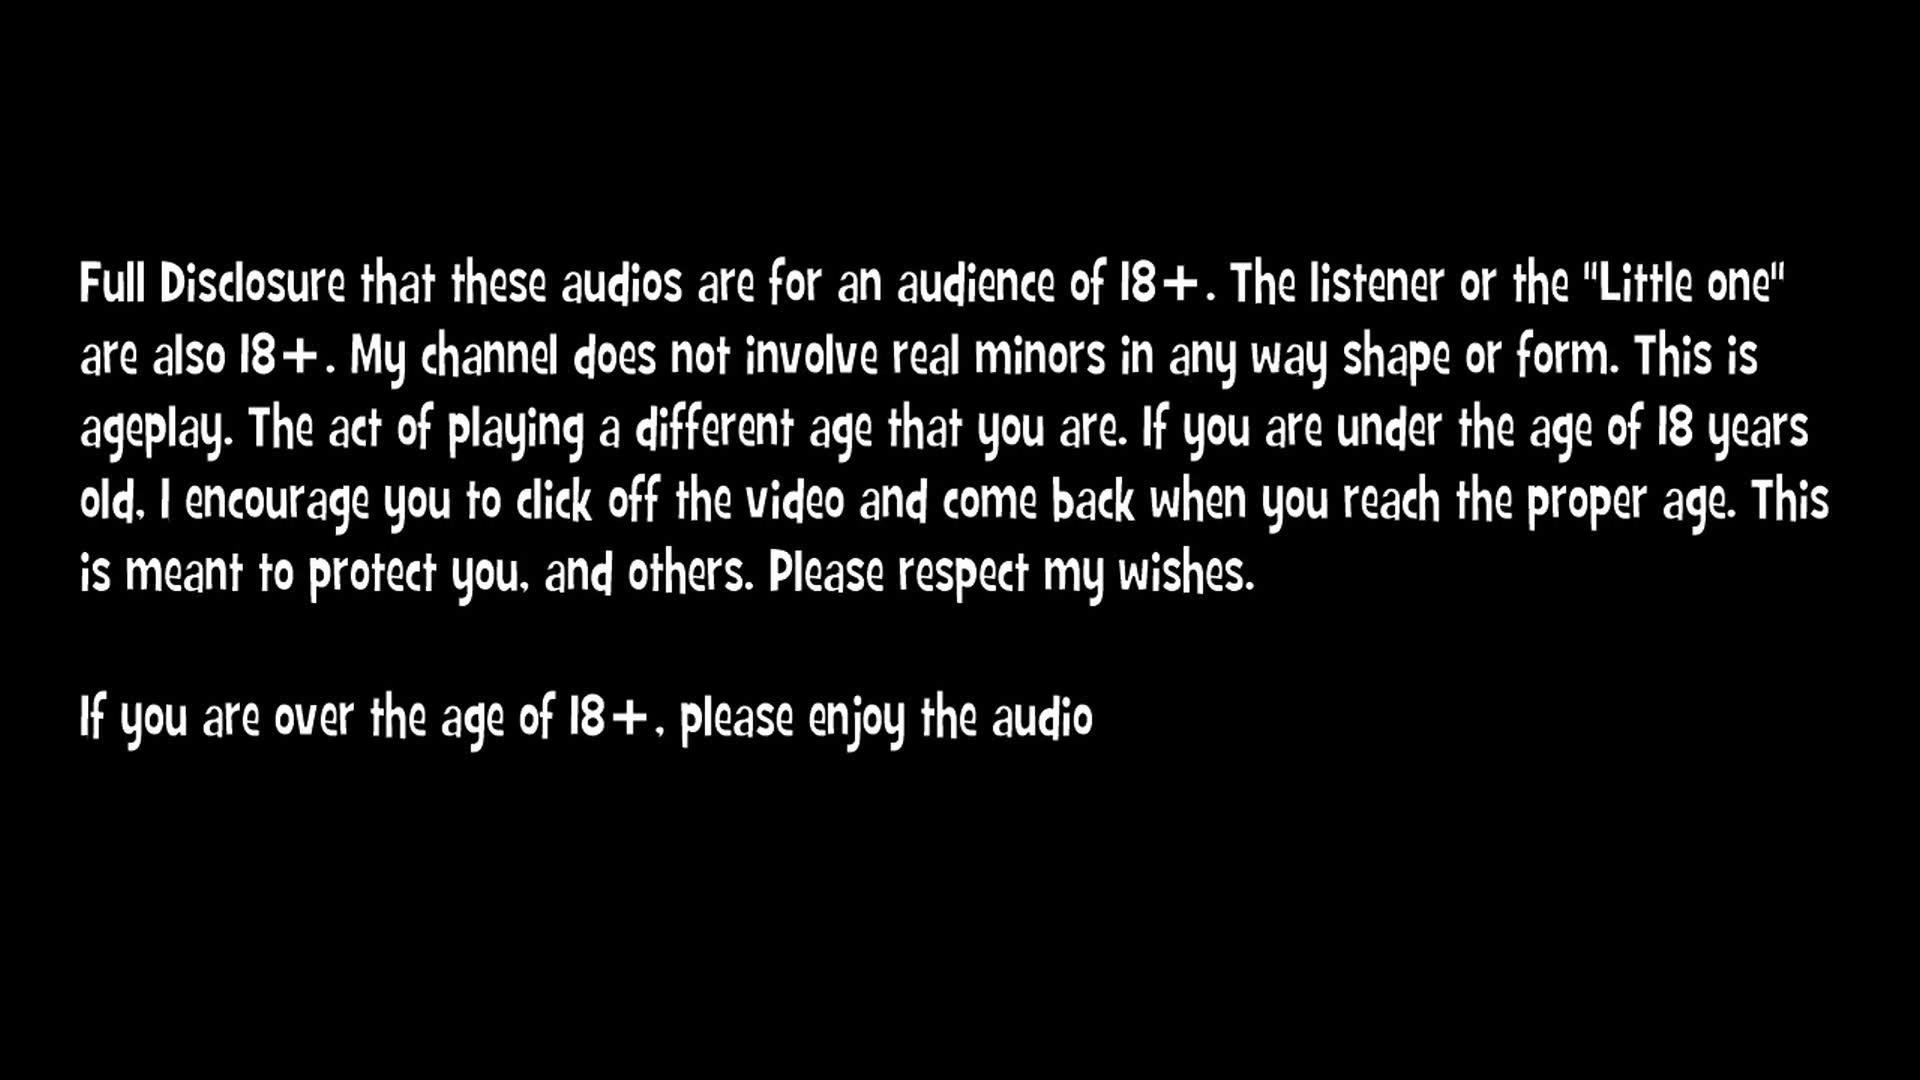 Full Disclosure that these audios are for an audience of 18+. The listener or the "Little one"
are also 18+. My channel does not involve real minors in any way shape or form. This is
ageplay. The act of playing a different age that you are. If you are under the age of 18 years
old, I encourage you to click off the video and come back when you reach the proper age. This
is meant to protect you, and others. Please respect my wishes.
If you are over the age of 18+, please enjoy the audio